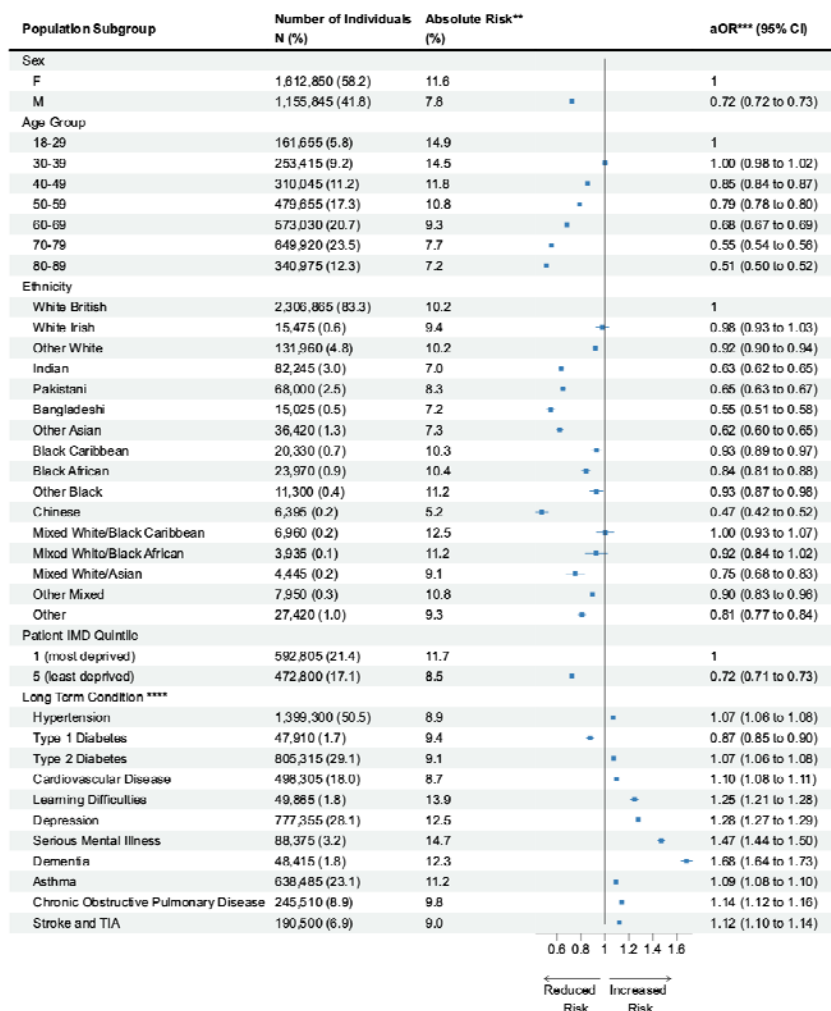 Population Subgroup Number of Individuals N (%) Absolute Risk** (%) aOR*** (95% CI)
Sex
F 1,612,850 (58.2) 11.6 1
M 1,155,845 (41.8) 7.8 0.72 (0.72 to 0.73)
Age Group
18-29 161,655 (5.8) 14.9 1
30-39 253,415 (9.2) 14.5 1.00 (0.98 to 1.02)
40-49 310,045 (11.2) 11.8 0.85 (0.84 to 0.87)
50-59 479,655 (17.3) 10.8 0.79 (0.78 to 0.80)
60-69 573,030 (20.7) 9.3 0.68 (0.67 to 0.69)
70-79 649,920 (23.5) 7.7 0.55 (0.54 to 0.56)
80-89 340,975 (12.3) 7.2 0.51 (0.50 to 0.52)
Ethnicity
White British 2,306,865 (83.3) 10.2 1
White Irish 15,475 (0.6) 9.4 0.98 (0.93 to 1.03)
Other White 131,960 (4.8) 10.2 0.92 (0.90 to 0.94)
Indian 82,245 (3.0) 7.0 0.63 (0.62 to 0.65)
Pakistani 68,000 (2.5) 8.3 0.65 (0.63 to 0.67)
Bangladeshi 15,025 (0.5) 7.2 0.55 (0.51 to 0.58)
Other Asian 36,420 (1.3) 7.3 0.62 (0.60 to 0.65)
Black Caribbean 20,330 (0.7) 10.3 0.93 (0.89 to 0.97)
Black African 23,970 (0.9) 10.4 0.84 (0.81 to 0.88)
Other Black 11,300 (0.4) 11.2 0.93 (0.87 to 0.98)
Chinese 6,395 (0.2) 5.2 0.47 (0.42 to 0.52)
Mixed White/Black Caribbean 6,960 (0.2) 12.5 1.00 (0.93 to 1.07)
Mixed White/Black African 3,935 (0.1) 11.2 0.92 (0.84 to 1.02)
Mixed White/Asian 4,445 (0.2) 9.1 0.75 (0.68 to 0.83)
Other Mixed 7,950 (0.3) 10.8 0.90 (0.83 to 0.96)
Other 27,420 (1.0) 9.3 0.81 (0.77 to 0.84)
Patient IMD Quintile
1 (most deprived) 592,805 (21.4) 11.7 1
5 (least deprived) 472,800 (17.1) 8.5 0.72 (0.71 to 0.73)
Long Term Condition ****
Hypertension 1,399,300 (50.5) 8.9 1.07 (1.06 to 1.08)
Type 1 Diabetes 47,910 (1.7) 9.4 0.87 (0.85 to 0.90)
Type 2 Diabetes 805,315 (29.1) 9.1 1.07 (1.06 to 1.08)
Cardiovascular Disease 498,305 (18.0) 8.7 1.10 (1.08 to 1.11)
Learning Difficulties 49,865 (1.8) 13.9 1.25 (1.21 to 1.28)
Depression 777,355 (28.1) 12.5 1.28 (1.27 to 1.29)
Serious Mental Illness 88,375 (3.2) 14.7 1.47 (1.44 to 1.50)
Dementia 48,415 (1.8) 12.3 1.68 (1.64 to 1.73)
Asthma 638,485 (23.1) 11.2 1.09 (1.08 to 1.10)
Chronic Obstructive Pulmonary Disease 245,510 (8.9) 9.8 1.14 (1.12 to 1.16)
Stroke and TIA 190,500 (6.9) 9.0 1.12 (1.10 to 1.14)
0.6 0.8 1 1.2 1.4 1.6
Reduced Increased
Risk Risk